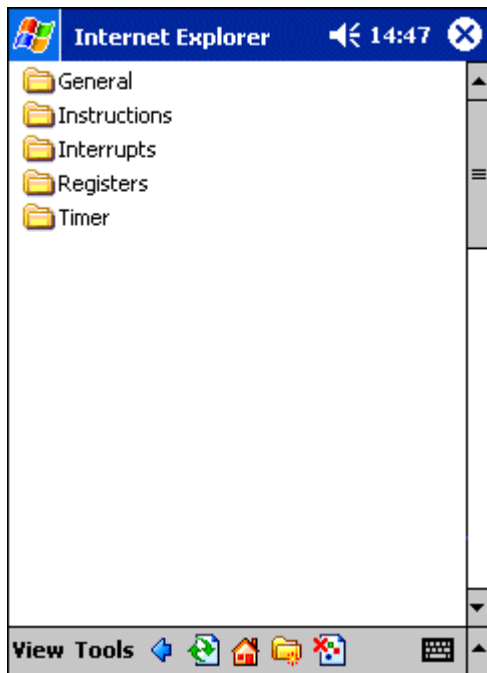 Internet Explorer 14:47
General
Instructions
Interrupts
Registers
Timer
View Tools